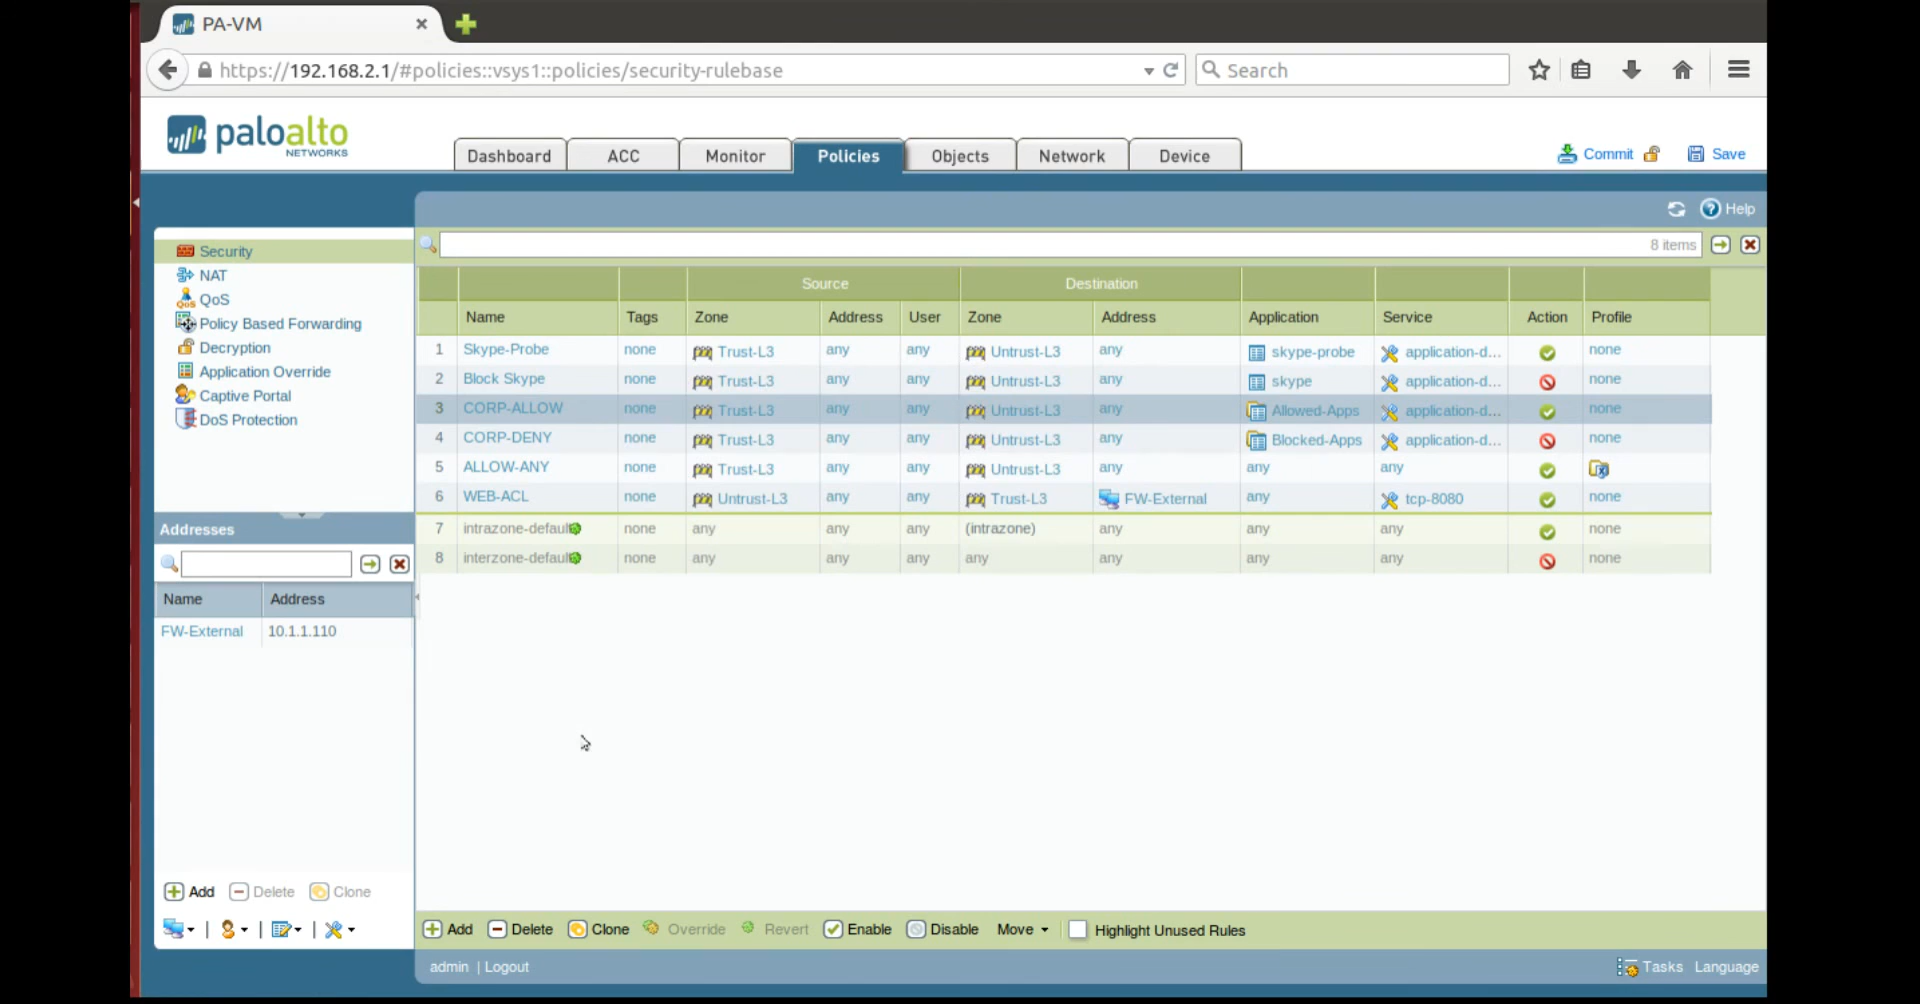 PA-VM
https://192.168.2.1/#policies::vsys1::policies/security-rulebase
Search
paloalto
NETWORKS
Dashboard ACC Monitor Policies Objects Network Device
Commit Save
Help
8 items
Security
NAT
QoS
Policy Based Forwarding
Decryption
Application Override
Captive Portal
DoS Protection
Source Destination
Name Tags Zone Address User Zone Address Application Service Action Profile
1 Skype-Probe none Trust-L3 any any Untrust-L3 any skype-probe application-d... none
2 Block Skype none Trust-L3 any any Untrust-L3 any skype application-d... none
3 CORP-ALLOW none Trust-L3 any any Untrust-L3 any Allowed-Apps application-d... none
4 CORP-DENY none Trust-L3 any any Untrust-L3 any Blocked-Apps application-d... none
5 ALLOW-ANY none Trust-L3 any any Untrust-L3 any any any
6 WEB-ACL none Untrust-L3 any any Trust-L3 FW-External any tcp-8080 none
7 intrazone-default none any any any (intrazone) any any any none
8 interzone-default none any any any any any any any none
Addresses
Name Address
FW-External 10.1.1.110
Add Delete Clone
Add Delete Clone Override Revert Enable Disable Move Highlight Unused Rules
admin | Logout
Tasks Language